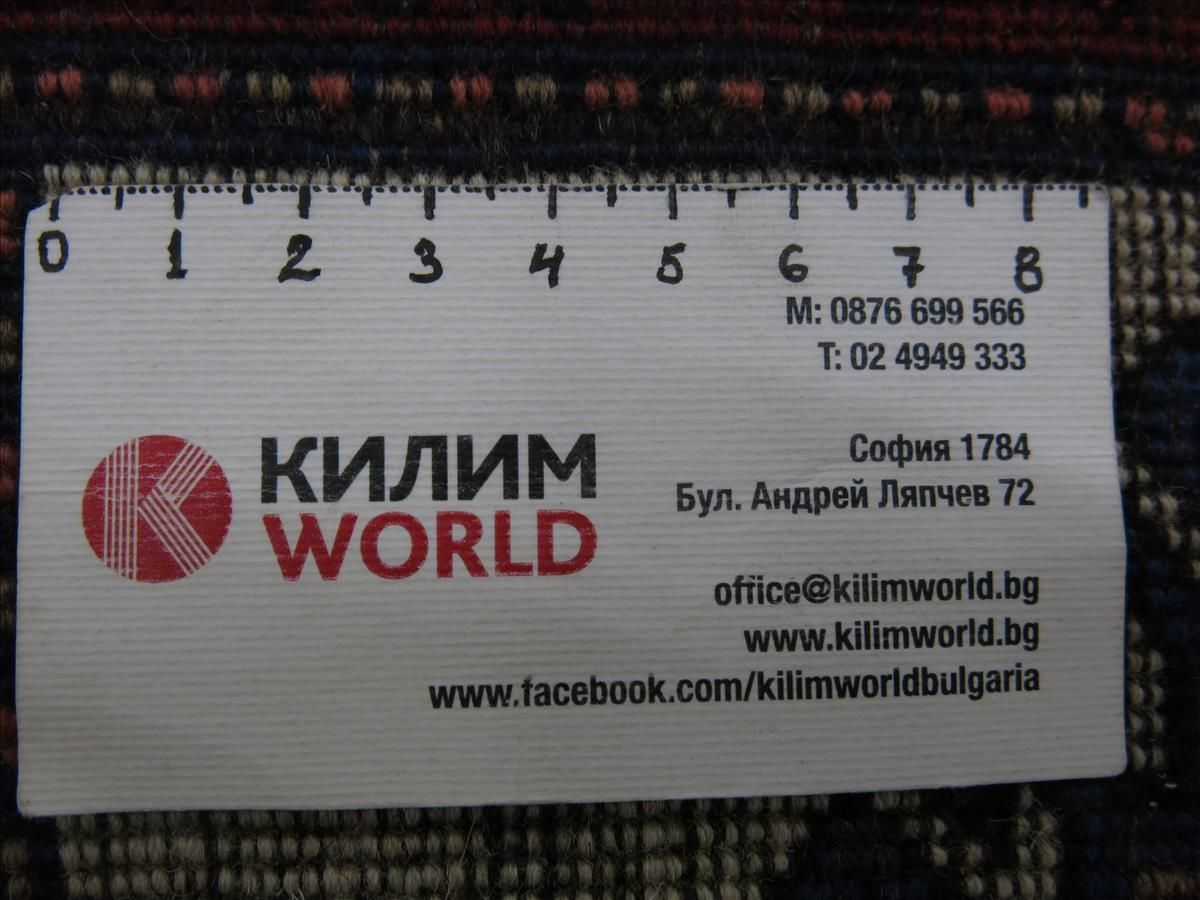 0 1 2 3 4 5 6 7 8
М: 0876 699 566
Т: 02 4949 333
КИЛИМ
WORLD
София 1784
Бул. Андрей Ляпчев 72
office@kilimworld.bg
www.kilimworld.bg
www.facebook.com/kilimworldbulgaria